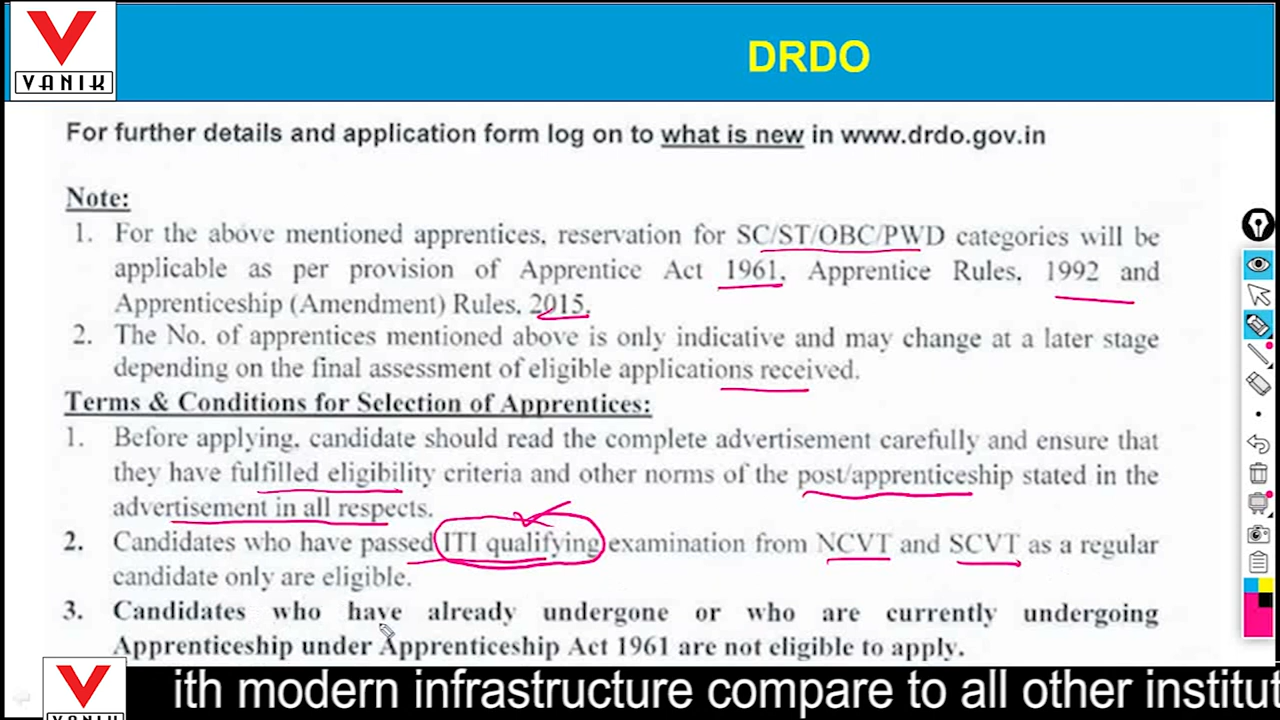 VANIK
DRDO
For further details and application form log on to what is new in www.drdo.gov.in
Note:
1. For the above mentioned apprentices, reservation for SC/ST/OBC/PWD categories will be
applicable as per provision of Apprentice Act 1961, Apprentice Rules, 1992 and
Apprenticeship (Amendment) Rules, 2015.
2. The No. of apprentices mentioned above is only indicative and may change at a later stage
depending on the final assessment of eligible applications received.
Terms & Conditions for Selection of Apprentices:
1. Before applying, candidate should read the complete advertisement carefully and ensure that
they have fulfilled eligibility criteria and other norms of the post/apprenticeship stated in the
advertisement in all respects.
2. Candidates who have passed ITI qualifying examination from NCVT and SCVT as a regular
candidate only are eligible.
3. Candidates who have already undergone or who are currently undergoing
Apprenticeship under Apprenticeship Act 1961 are not eligible to apply.
VANIK
ith modern infrastructure compare to all other institut